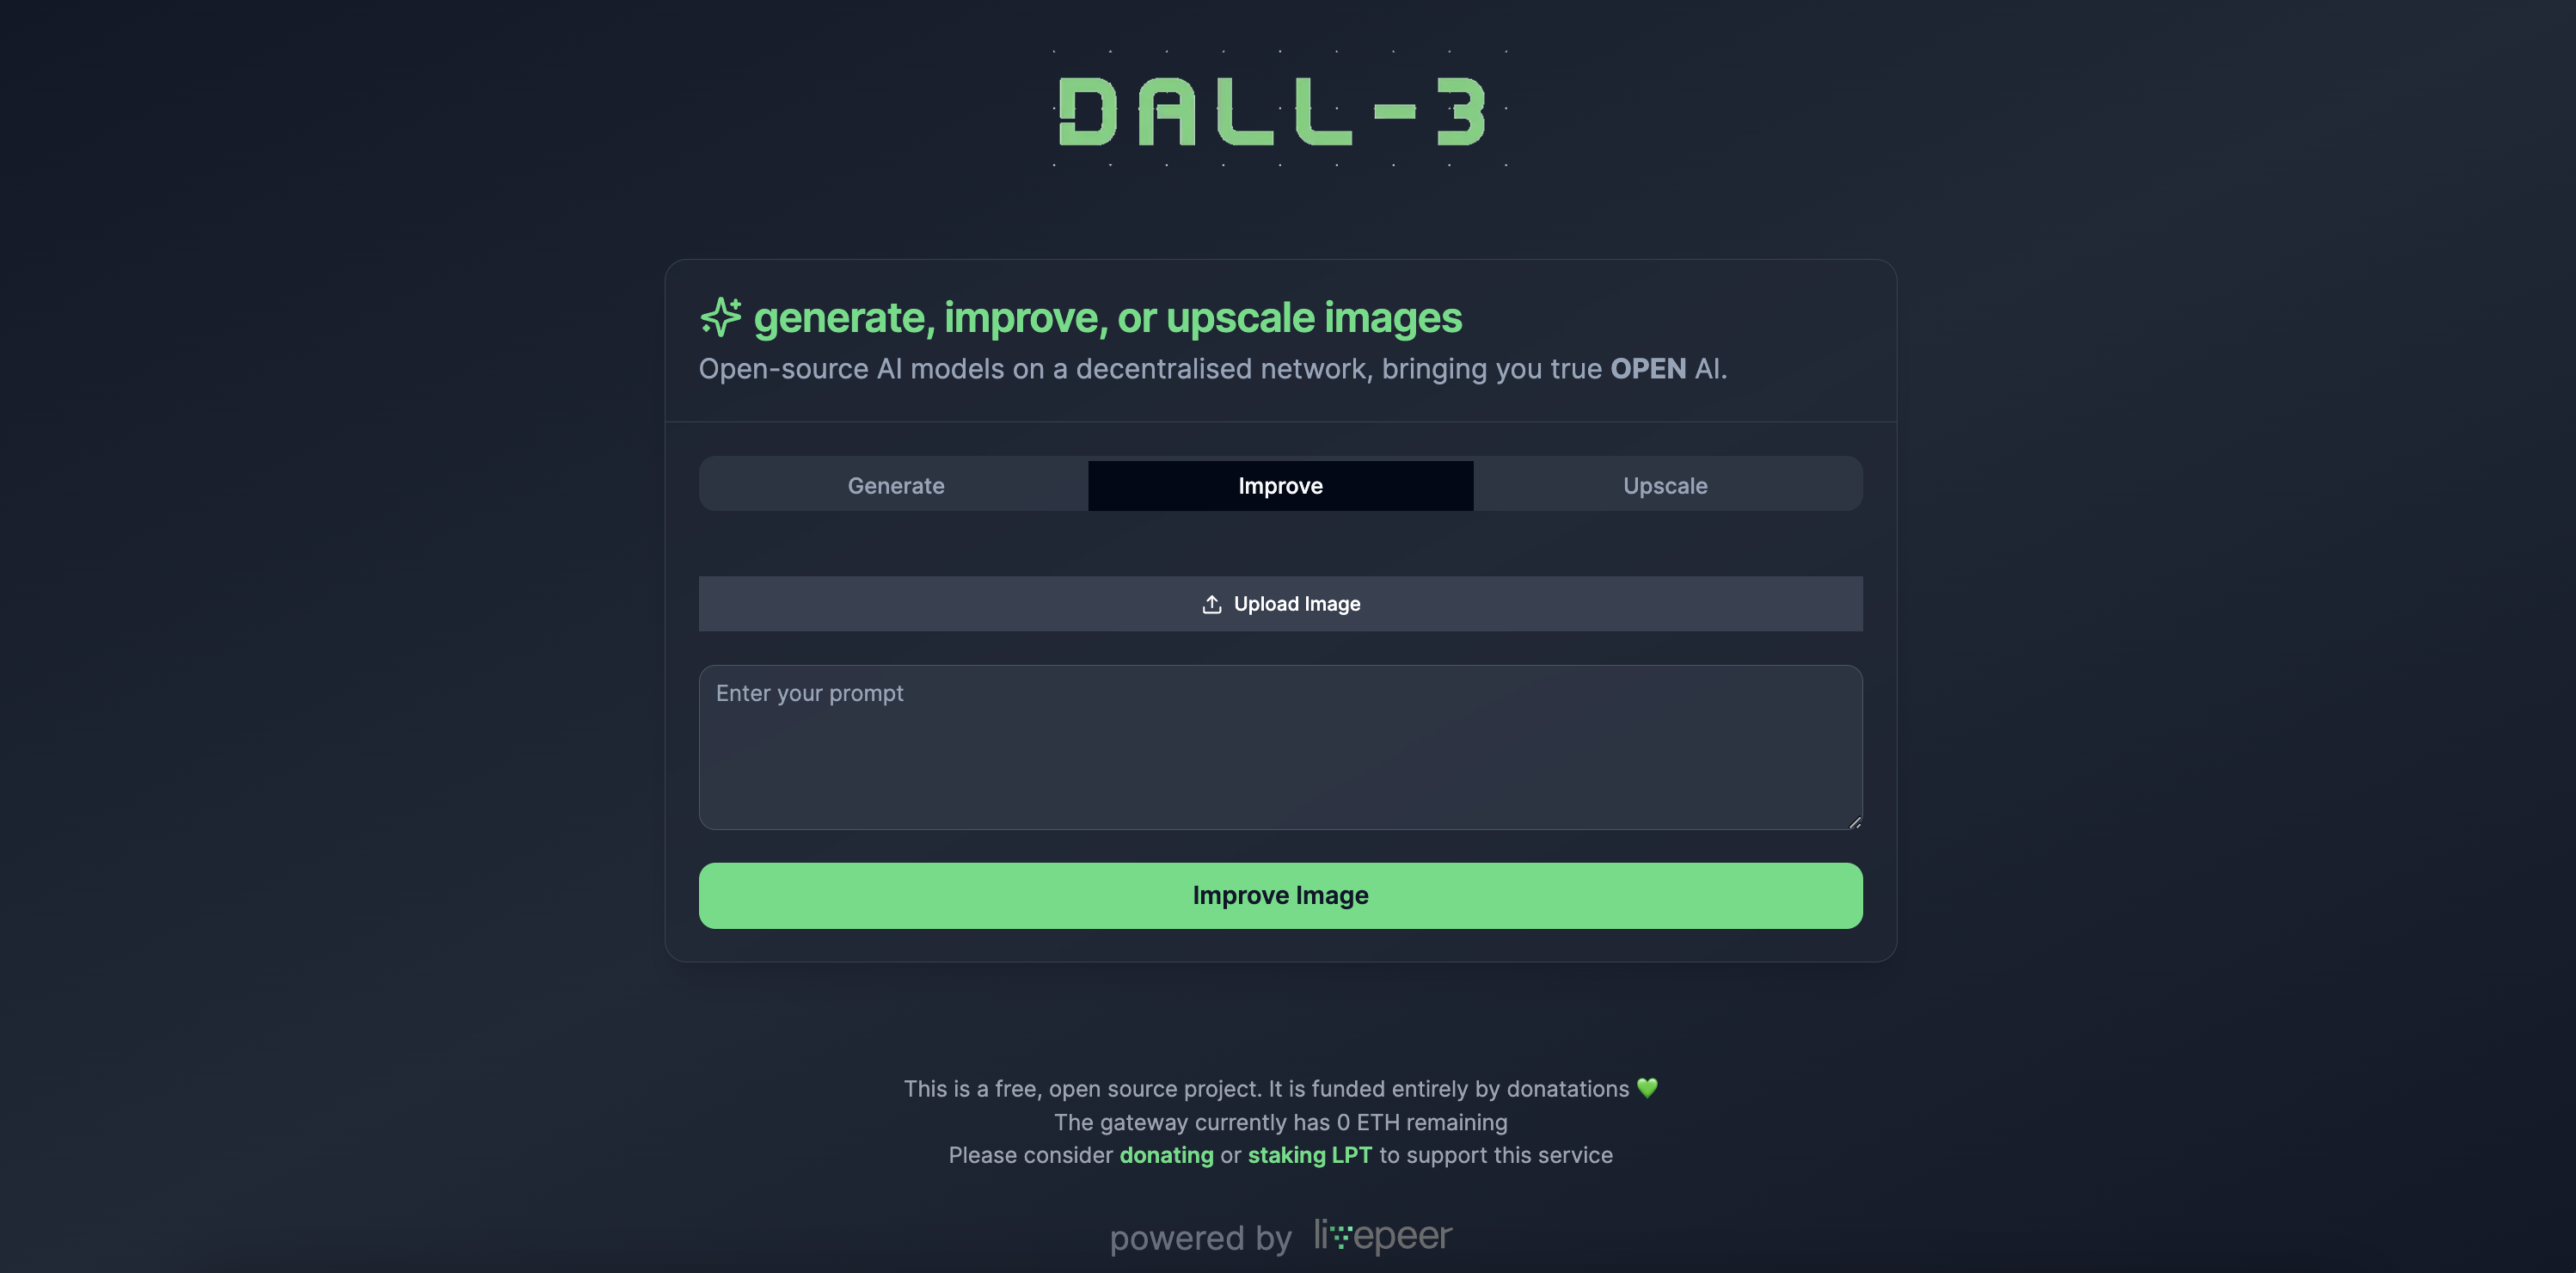 DALL-3
generate, improve, or upscale images
Open-source AI models on a decentralised network, bringing you true OPEN AI.
Generate
Improve
Upscale
Upload Image
Enter your prompt
Improve Image
This is a free, open source project. It is funded entirely by donatations 💚
The gateway currently has 0 ETH remaining
Please consider donating or staking LPT to support this service
powered by livepeer